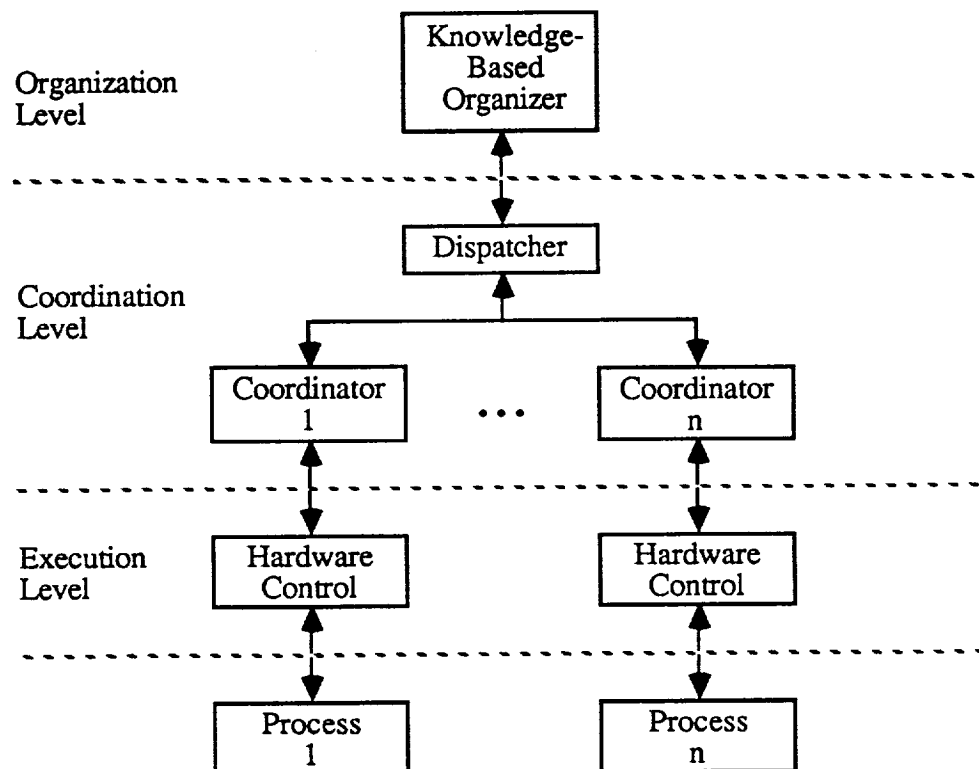 Knowledge-
Based
Organizer
Organization
Level
Dispatcher
Coordination
Level
Coordinator
1
• • •
Coordinator
n
Execution
Level
Hardware
Control
Hardware
Control
Process
1
Process
n